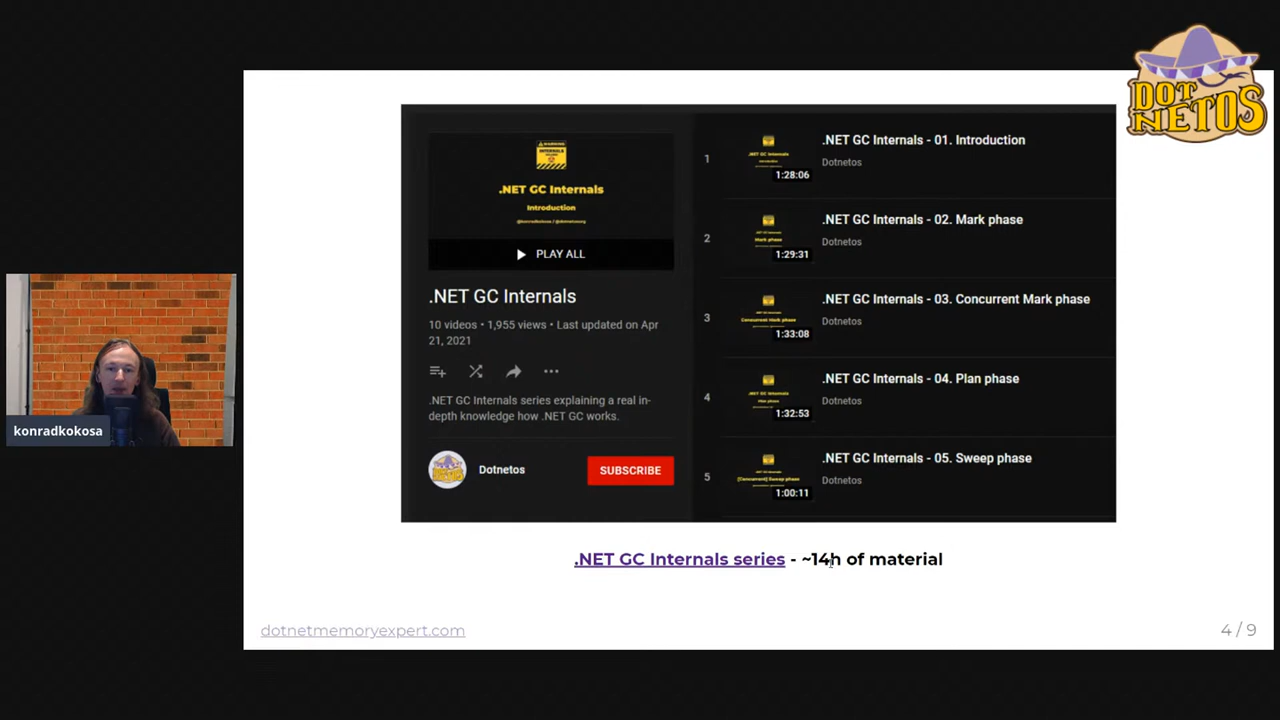 DOT
NETOS
.NET GC Internals
Introduction
PLAY ALL
.NET GC Internals
10 videos • 1,955 views • Last updated on Apr
21, 2021
.NET GC Internals series explaining a real in-
depth knowledge how .NET GC works.
Dotnetos
SUBSCRIBE
1
1:28:06
.NET GC Internals - 01. Introduction
Dotnetos
2
1:29:31
.NET GC Internals - 02. Mark phase
Dotnetos
3
1:33:08
.NET GC Internals - 03. Concurrent Mark phase
Dotnetos
4
1:32:53
.NET GC Internals - 04. Plan phase
Dotnetos
5
1:00:11
.NET GC Internals - 05. Sweep phase
Dotnetos
konradkokosa
.NET GC Internals series - ~14h of material
dotnetmemoryexpert.com
4 / 9